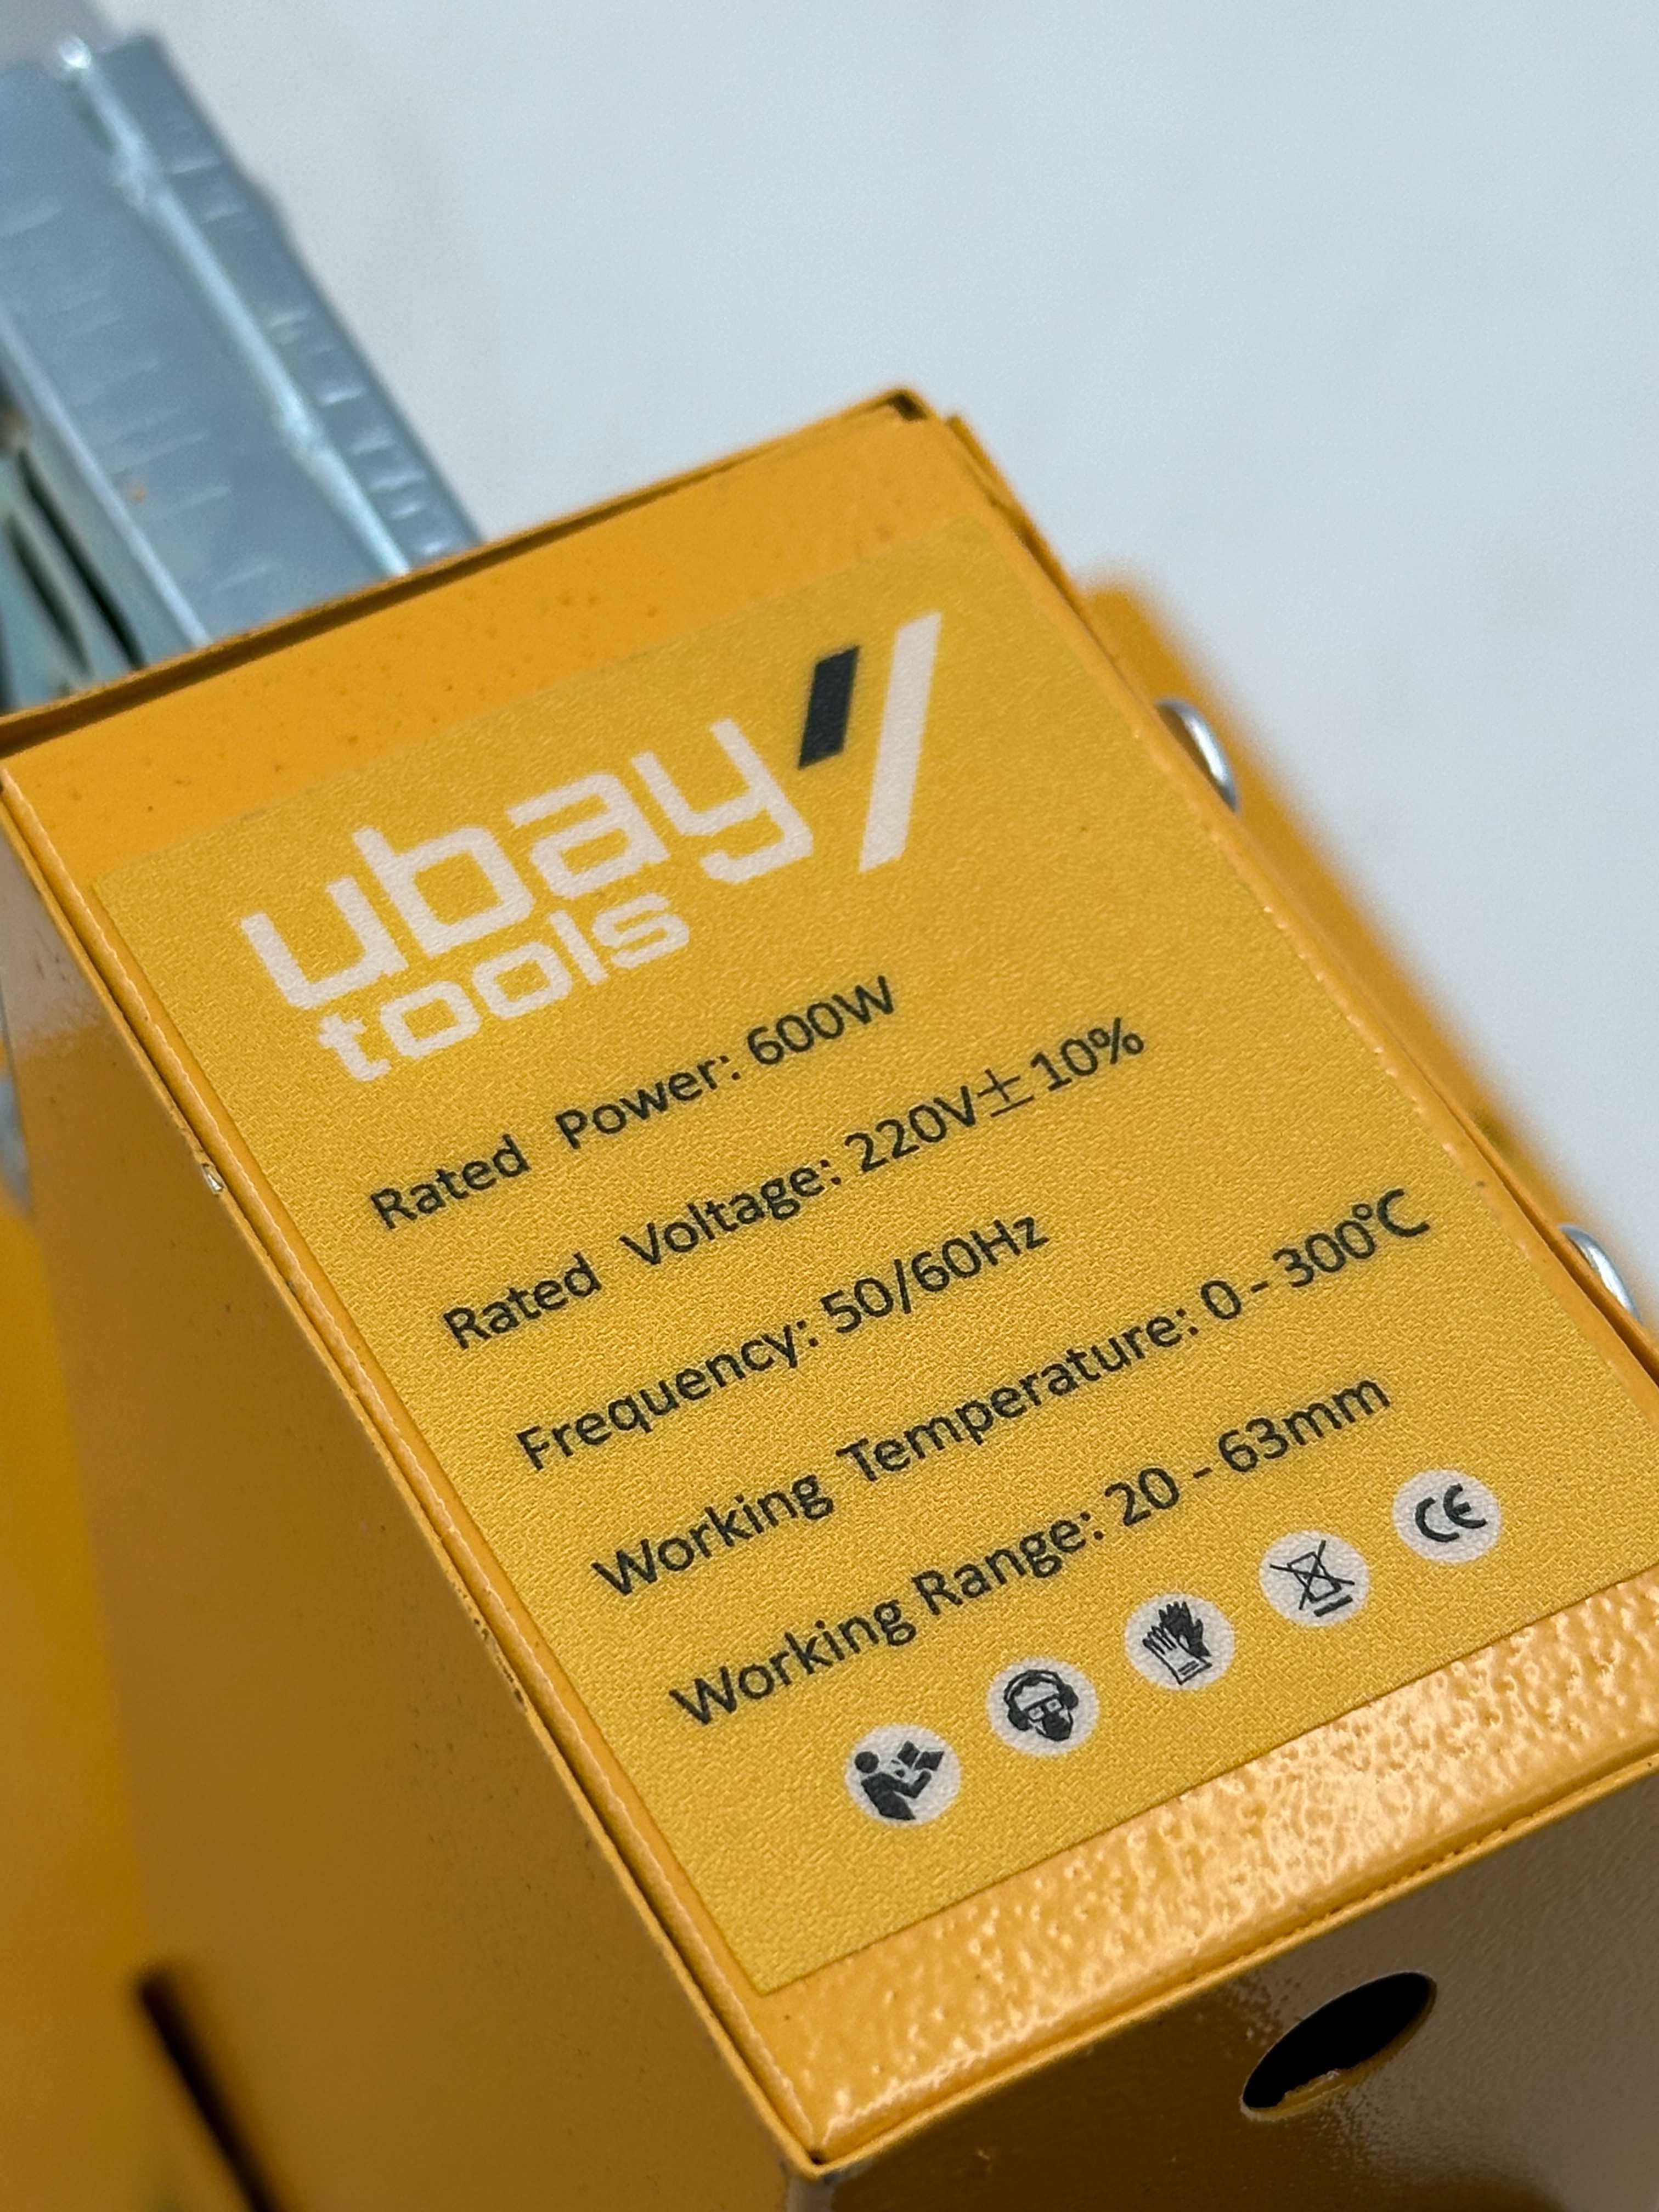 ubay
tools
Rated Power: 600W
Rated Voltage: 220V±10%
Frequency: 50/60Hz
Working Temperature: 0-300℃
Working Range: 20-63mm
CE